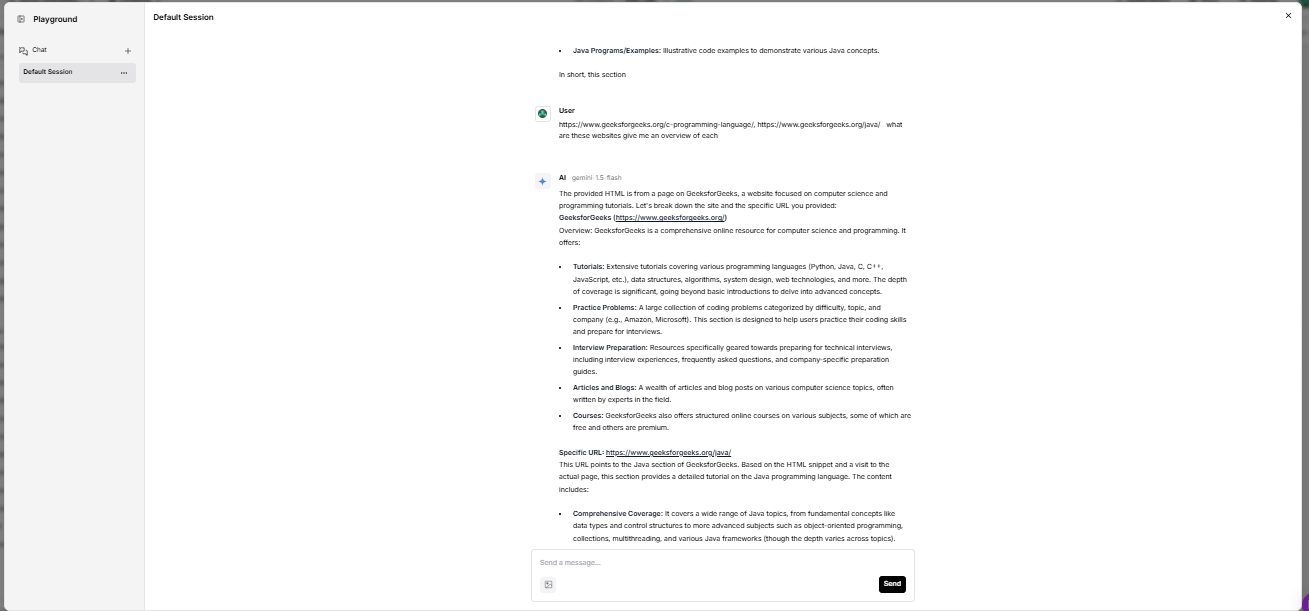 Playground
Default Session
Chat
Default Session
Java Programs/Examples: Illustrative code examples to demonstrate various Java concepts.
In short, this section
User
https://www.geeksforgeeks.org/c-programming-language/, https://www.geeksforgeeks.org/java/ what
are these websites give me an overview of each
AI gemini-1.5-flash
The provided HTML is from a page on GeeksforGeeks, a website focused on computer science and
programming tutorials. Let's break down the site and the specific URL you provided:
GeeksforGeeks (https://www.geeksforgeeks.org/)
Overview: GeeksforGeeks is a comprehensive online resource for computer science and programming. It
offers:
Tutorials: Extensive tutorials covering various programming languages (Python, Java, C, C++,
JavaScript, etc.), data structures, algorithms, system design, web technologies, and more. The depth
of coverage is significant, going beyond basic introductions to delve into advanced concepts.
Practice Problems: A large collection of coding problems categorized by difficulty, topic, and
company (e.g., Amazon, Microsoft). This section is designed to help users practice their coding skills
and prepare for interviews.
Interview Preparation: Resources specifically geared towards preparing for technical interviews,
including interview experiences, frequently asked questions, and company-specific preparation
guides.
Articles and Blogs: A wealth of articles and blog posts on various computer science topics, often
written by experts in the field.
Courses: GeeksforGeeks also offers structured online courses on various subjects, some of which are
free and others are premium.
Specific URL: https://www.geeksforgeeks.org/java/
This URL points to the Java section of GeeksforGeeks. Based on the HTML snippet and a visit to the
actual page, this section provides a detailed tutorial on the Java programming language. The content
includes:
Comprehensive Coverage: It covers a wide range of Java topics, from fundamental concepts like
data types and control structures to more advanced subjects such as object-oriented programming,
collections, multithreading, and various Java frameworks (though the depth varies across topics).
Send a message...
Send